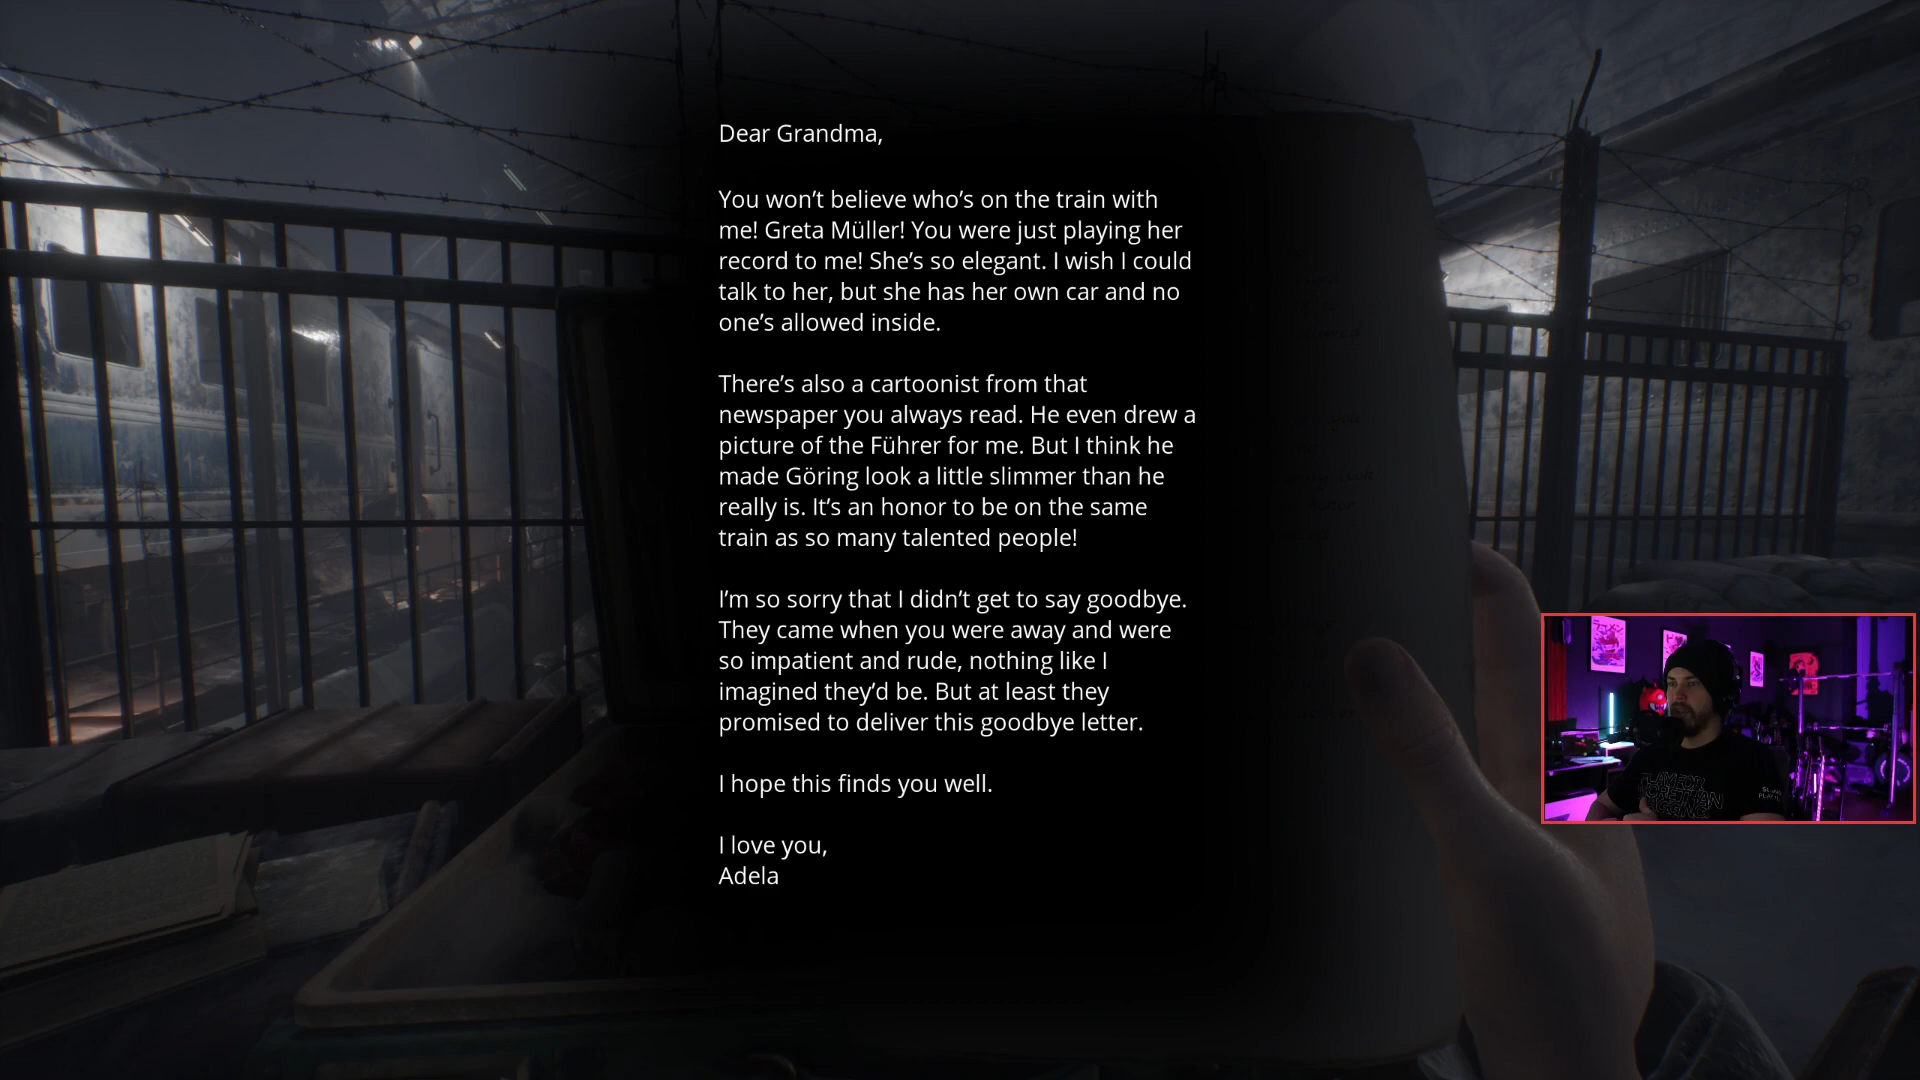 Dear Grandma,
You won’t believe who’s on the train with
me! Greta Müller! You were just playing her
record to me! She’s so elegant. I wish I could
talk to her, but she has her own car and no
one’s allowed inside.
There’s also a cartoonist from that
newspaper you always read. He even drew a
picture of the Führer for me. But I think he
made Göring look a little slimmer than he
really is. It’s an honor to be on the same
train as so many talented people!
I’m so sorry that I didn’t get to say goodbye.
They came when you were away and were
so impatient and rude, nothing like I
imagined they’d be. But at least they
promised to deliver this goodbye letter.
I hope this finds you well.
I love you,
Adela